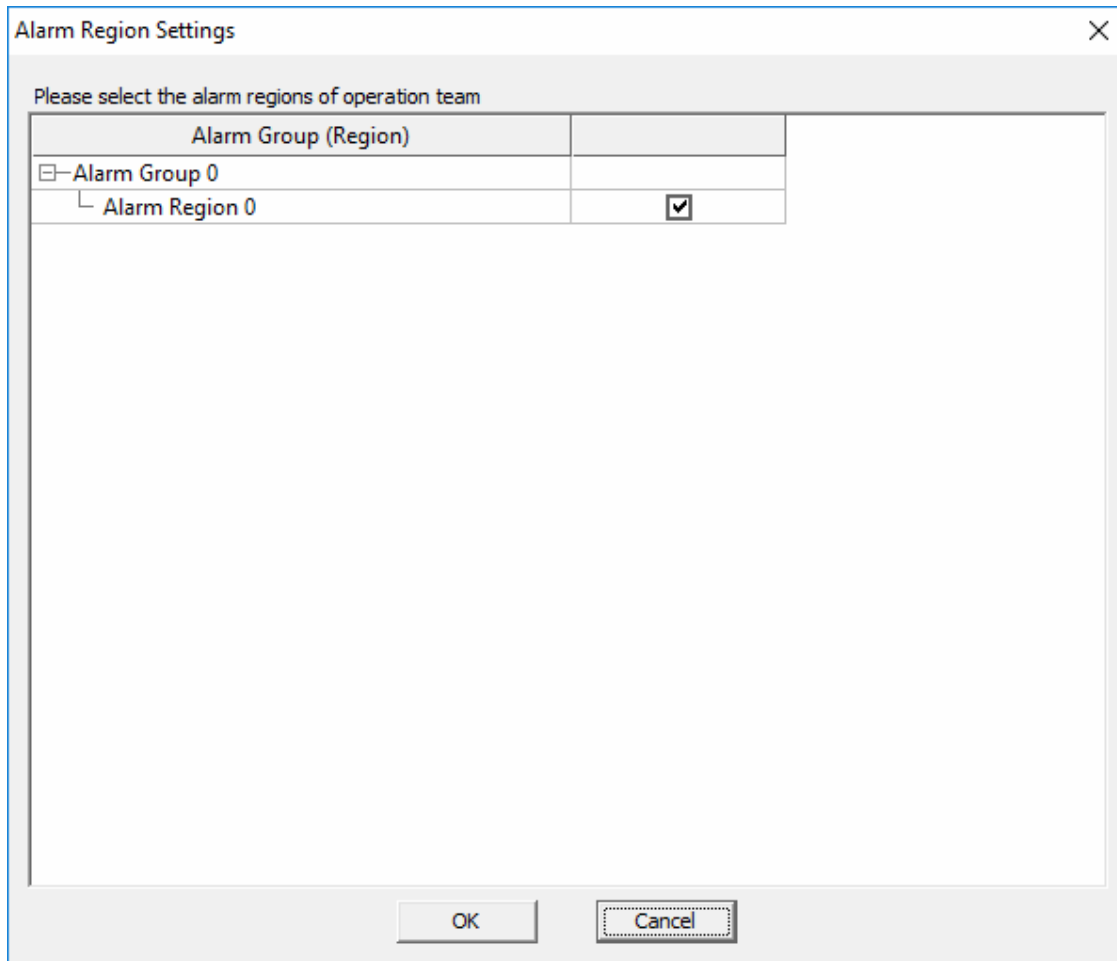 Alarm Region Settings
Please select the alarm regions of operation team
Alarm Group (Region)
Alarm Group 0
Alarm Region 0
OK
Cancel